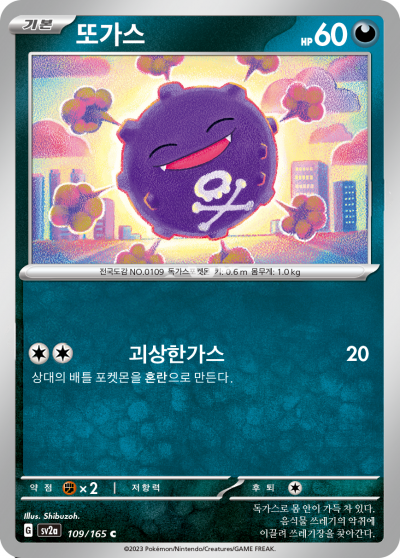 기본 또가스 HP 60
전국도감 NO.0109 독가스포켓몬 키: 0.6 m 몸무게: 1.0 kg
괴상한가스 20
상대의 배틀 포켓몬을 혼란으로 만든다.
약점 ×2 저항력 후퇴
Illus. Shibuzoh.
G sv2a 109/165 C
독가스로 몸 안이 가득 차 있다.
음식물 쓰레기의 악취에
이끌려 쓰레기장을 찾아간다.
©2023 Pokémon/Nintendo/Creatures/GAME FREAK.